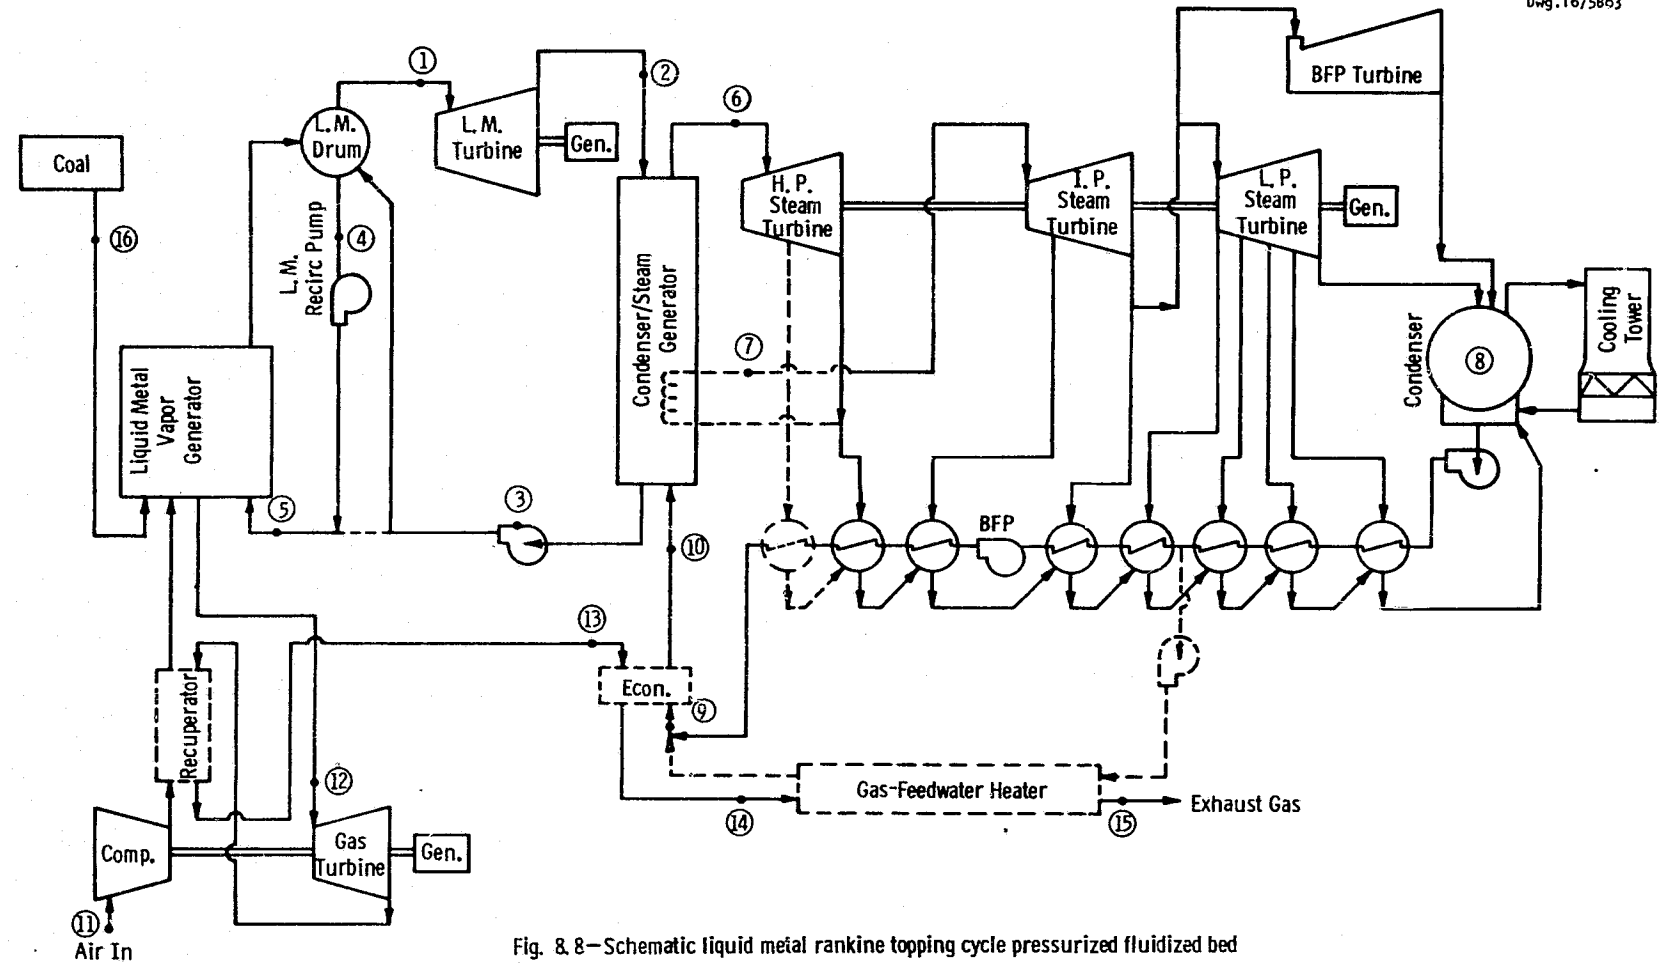 Dwg.1675B63
①
②
⑥
BFP Turbine
Coal
L.M.
Drum
L.M.
Turbine
Gen.
H.P.
Steam
Turbine
I.P.
Steam
Turbine
L.P.
Steam
Turbine
Gen.
⑯
④
L.M.
Recirc Pump
Condenser/Steam
Generator
⑦
Condenser
⑧
Cooling
Tower
Liquid Metal
Vapor
Generator
⑤
③
⑩
BFP
⑬
Econ.
⑨
Recuperator
⑫
Gas-Feedwater Heater
⑭
⑮
Exhaust Gas
Comp.
Gas
Turbine
Gen.
⑪
Air In
Fig. 8.8—Schematic liquid metal rankine topping cycle pressurized fluidized bed